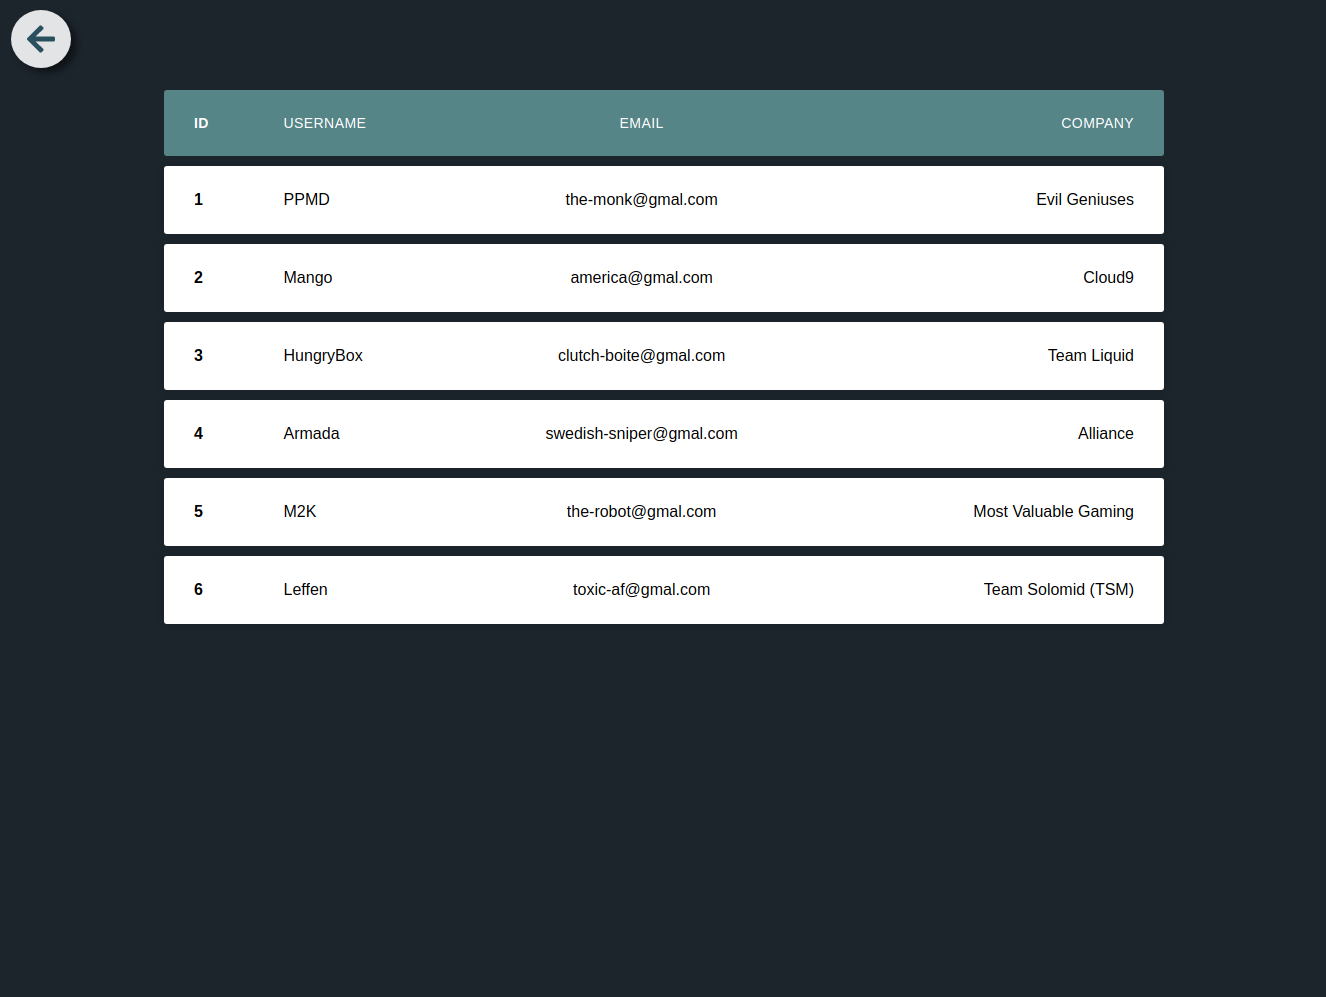 ID USERNAME EMAIL COMPANY
1 PPMD the-monk@gmal.com Evil Geniuses
2 Mango america@gmal.com Cloud9
3 HungryBox clutch-boite@gmal.com Team Liquid
4 Armada swedish-sniper@gmal.com Alliance
5 M2K the-robot@gmal.com Most Valuable Gaming
6 Leffen toxic-af@gmal.com Team Solomid (TSM)